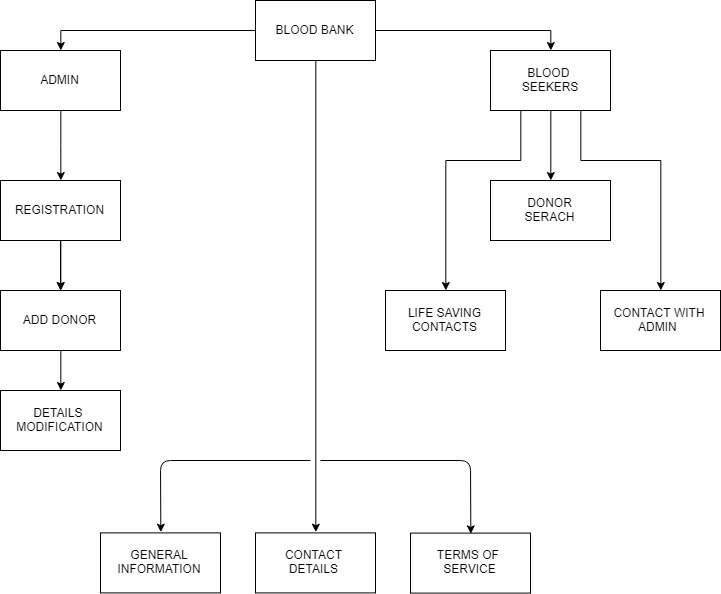 BLOOD BANK
ADMIN
BLOOD
SEEKERS
REGISTRATION
DONOR
SERACH
ADD DONOR
LIFE SAVING
CONTACTS
CONTACT WITH
ADMIN
DETAILS
MODIFICATION
GENERAL
INFORMATION
CONTACT
DETAILS
TERMS OF
SERVICE